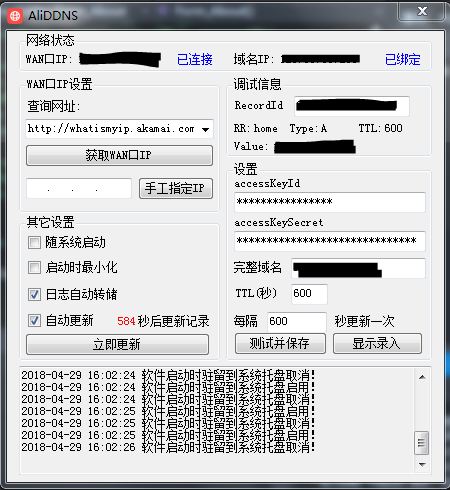 AliDDNS
网络状态
WAN口IP: 已连接 域名IP: 已绑定
WAN口IP设置
查询网址:
http://whatismyip.akamai.com
获取WAN口IP
. . . 手工指定IP
其它设置
随系统启动
启动时最小化
日志自动转储
自动更新 584 秒后更新记录
立即更新
调试信息
RecordId
RR: home Type: A TTL: 600
Value:
设置
accessKeyId
****************
accessKeySecret
******************************
完整域名
TTL(秒) 600
每隔 600 秒更新一次
测试并保存 显示录入
2018-04-29 16:02:24 软件启动时驻留到系统托盘取消!
2018-04-29 16:02:24 软件启动时驻留到系统托盘启用!
2018-04-29 16:02:24 软件启动时驻留到系统托盘取消!
2018-04-29 16:02:25 软件启动时驻留到系统托盘启用!
2018-04-29 16:02:25 软件启动时驻留到系统托盘取消!
2018-04-29 16:02:25 软件启动时驻留到系统托盘启用!
2018-04-29 16:02:26 软件启动时驻留到系统托盘取消!